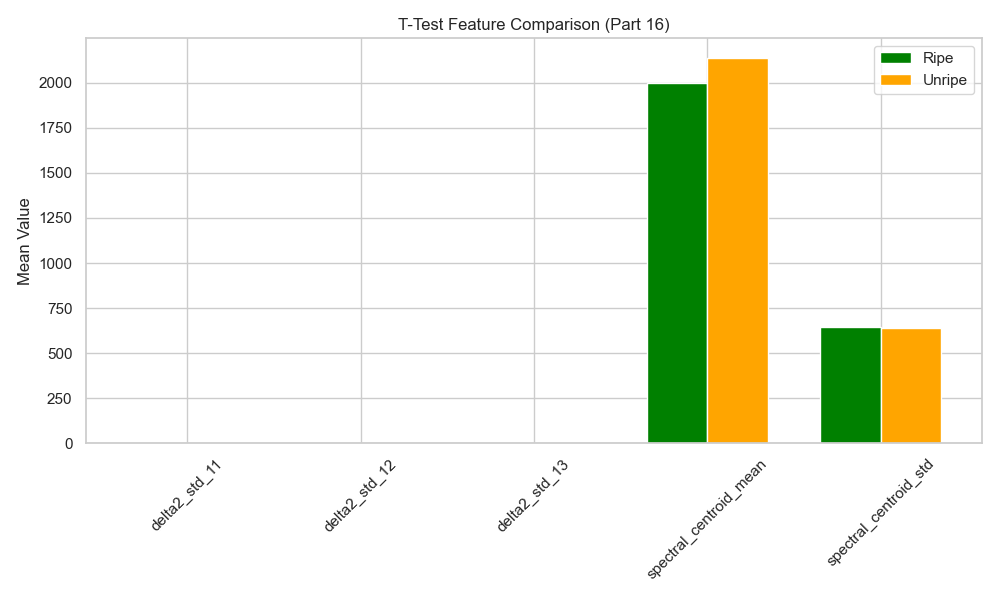 T-Test Feature Comparison (Part 16)
Ripe
Unripe
Mean Value
2000
1750
1500
1250
1000
750
500
250
0
delta2_std_11
delta2_std_12
delta2_std_13
spectral_centroid_mean
spectral_centroid_std